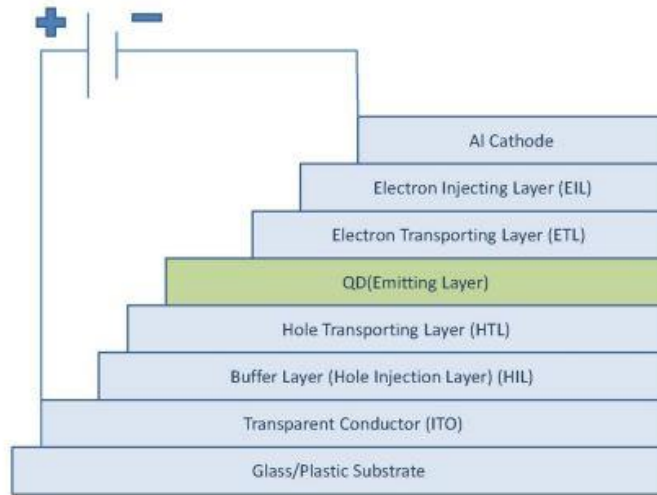 + −
Al Cathode
Electron Injecting Layer (EIL)
Electron Transporting Layer (ETL)
QD(Emitting Layer)
Hole Transporting Layer (HTL)
Buffer Layer (Hole Injection Layer) (HIL)
Transparent Conductor (ITO)
Glass/Plastic Substrate